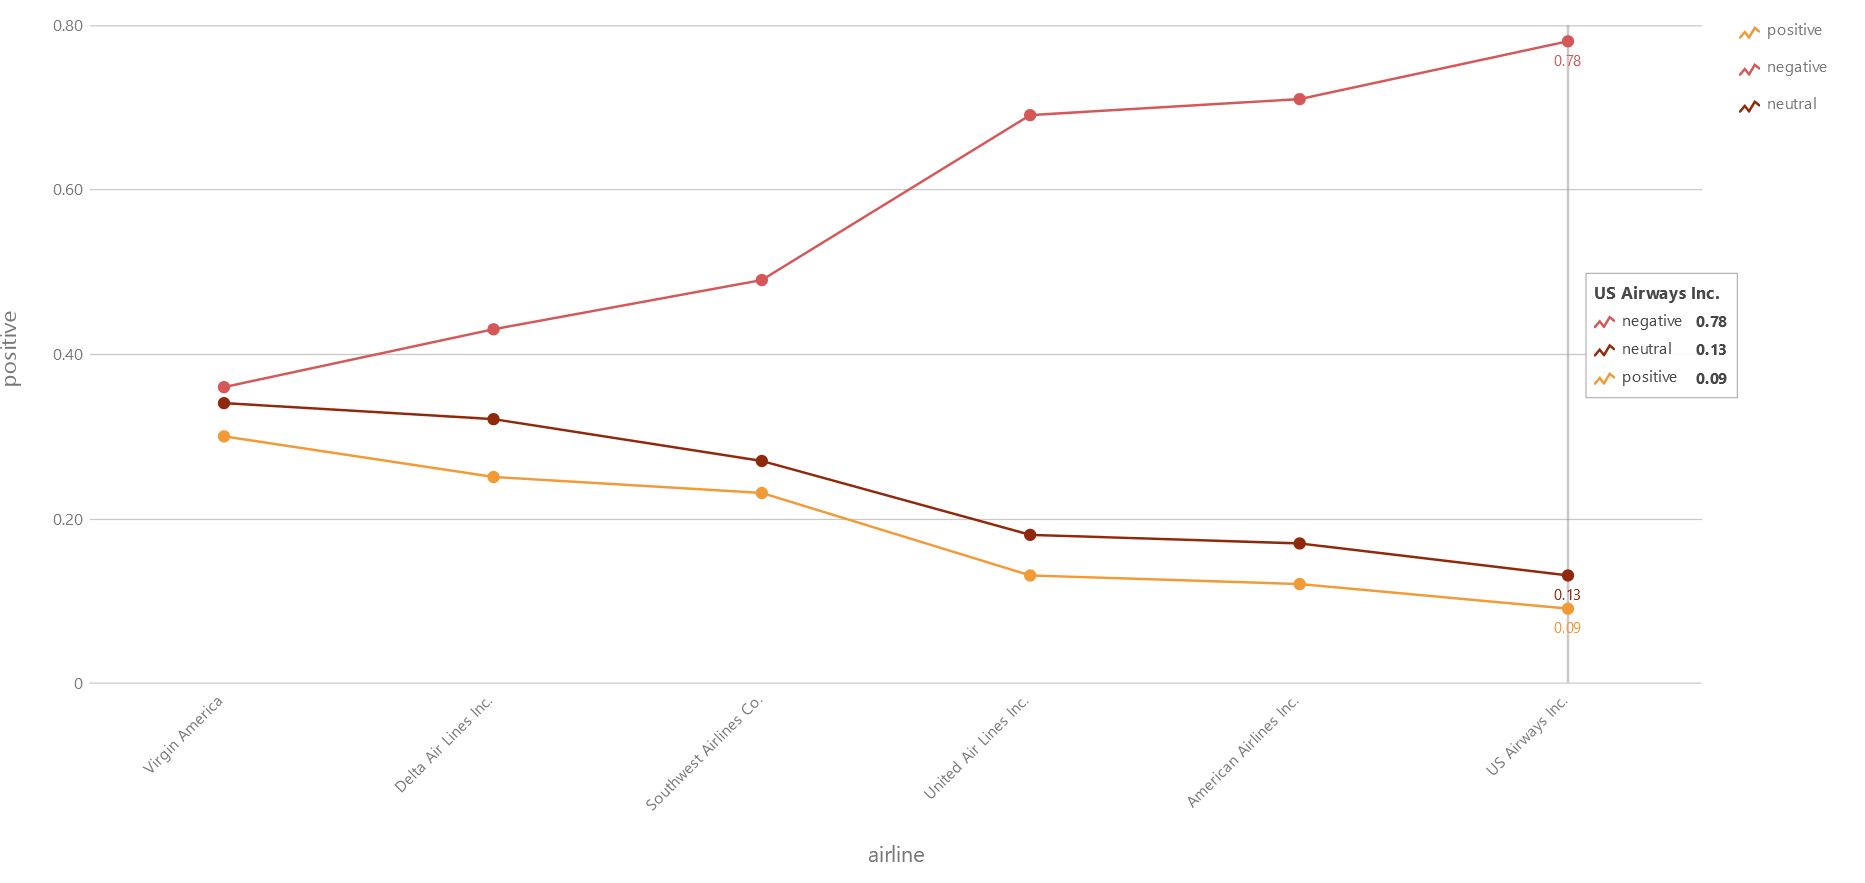 0.80
0.60
0.40
0.20
0
positive
0.78
0.13
0.09
US Airways Inc.
negative 0.78
neutral 0.13
positive 0.09
positive
negative
neutral
Virgin America
Delta Air Lines Inc.
Southwest Airlines Co.
United Air Lines Inc.
American Airlines Inc.
US Airways Inc.
airline